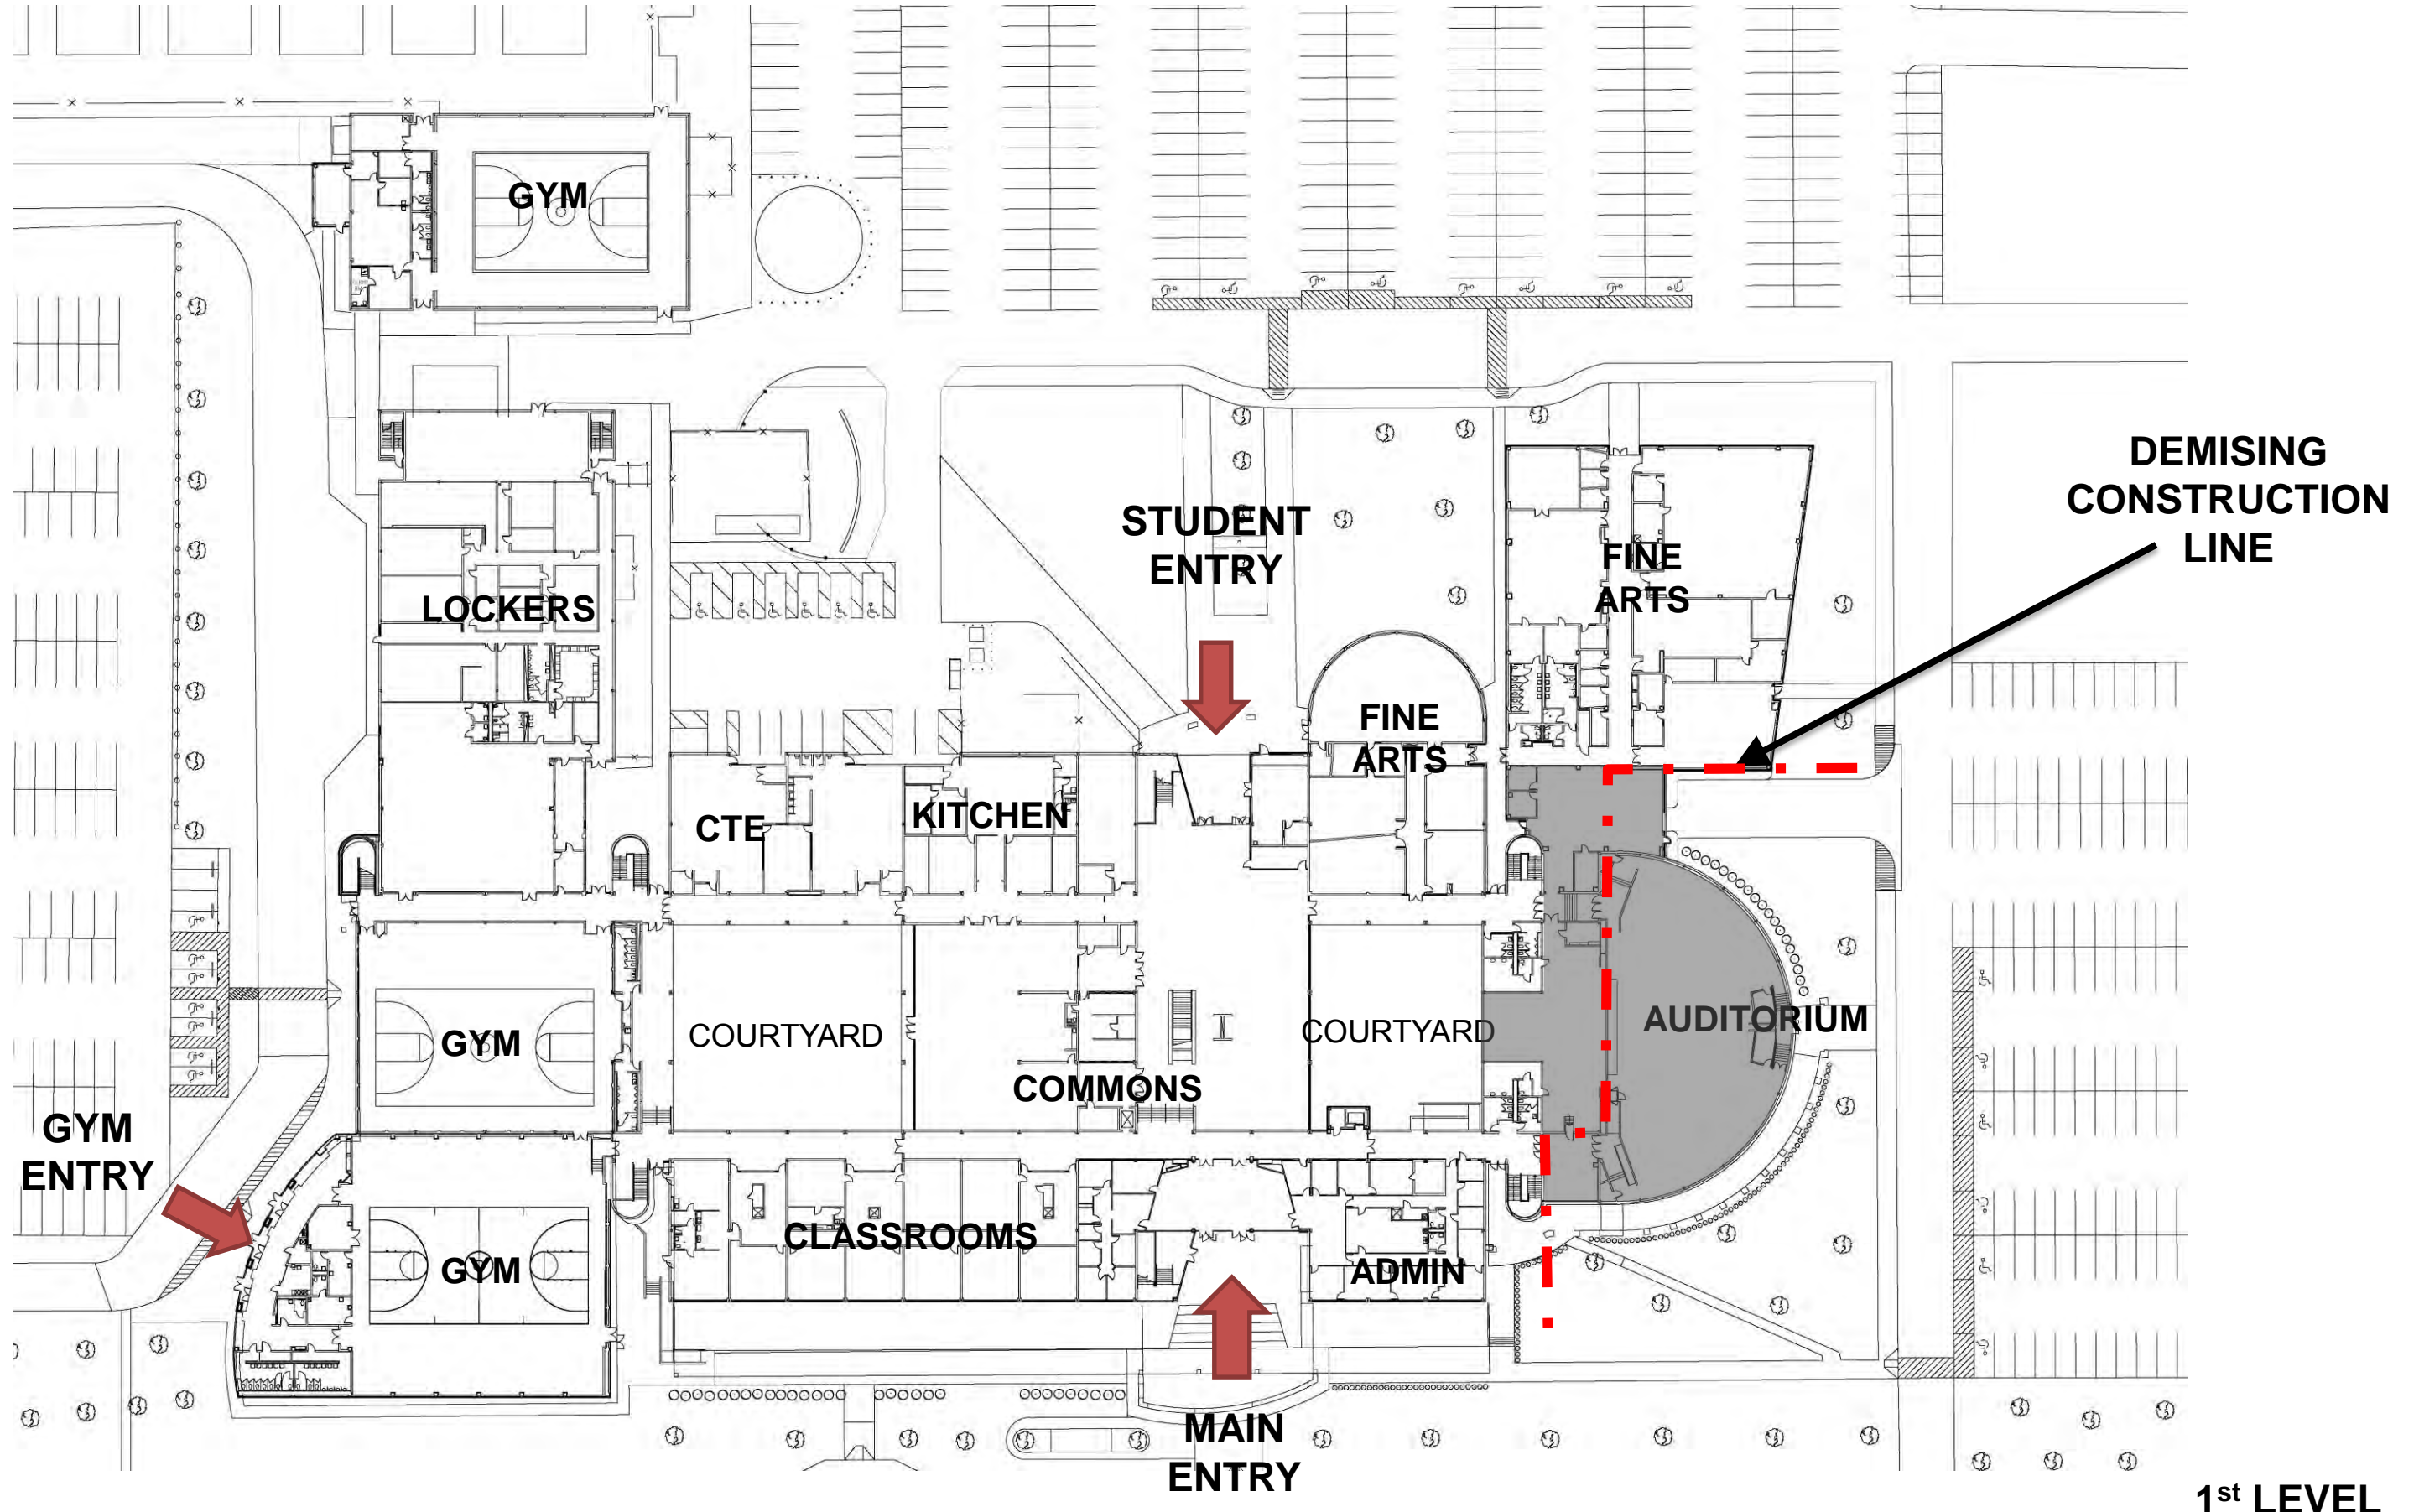 GYM
DEMISING
CONSTRUCTION
LINE
STUDENT
ENTRY
FINE
ARTS
LOCKERS
FINE
ARTS
CTE
KITCHEN
GYM
COURTYARD
COURTYARD
AUDITORIUM
COMMONS
GYM
ENTRY
CLASSROOMS
GYM
ADMIN
MAIN
ENTRY
1st LEVEL